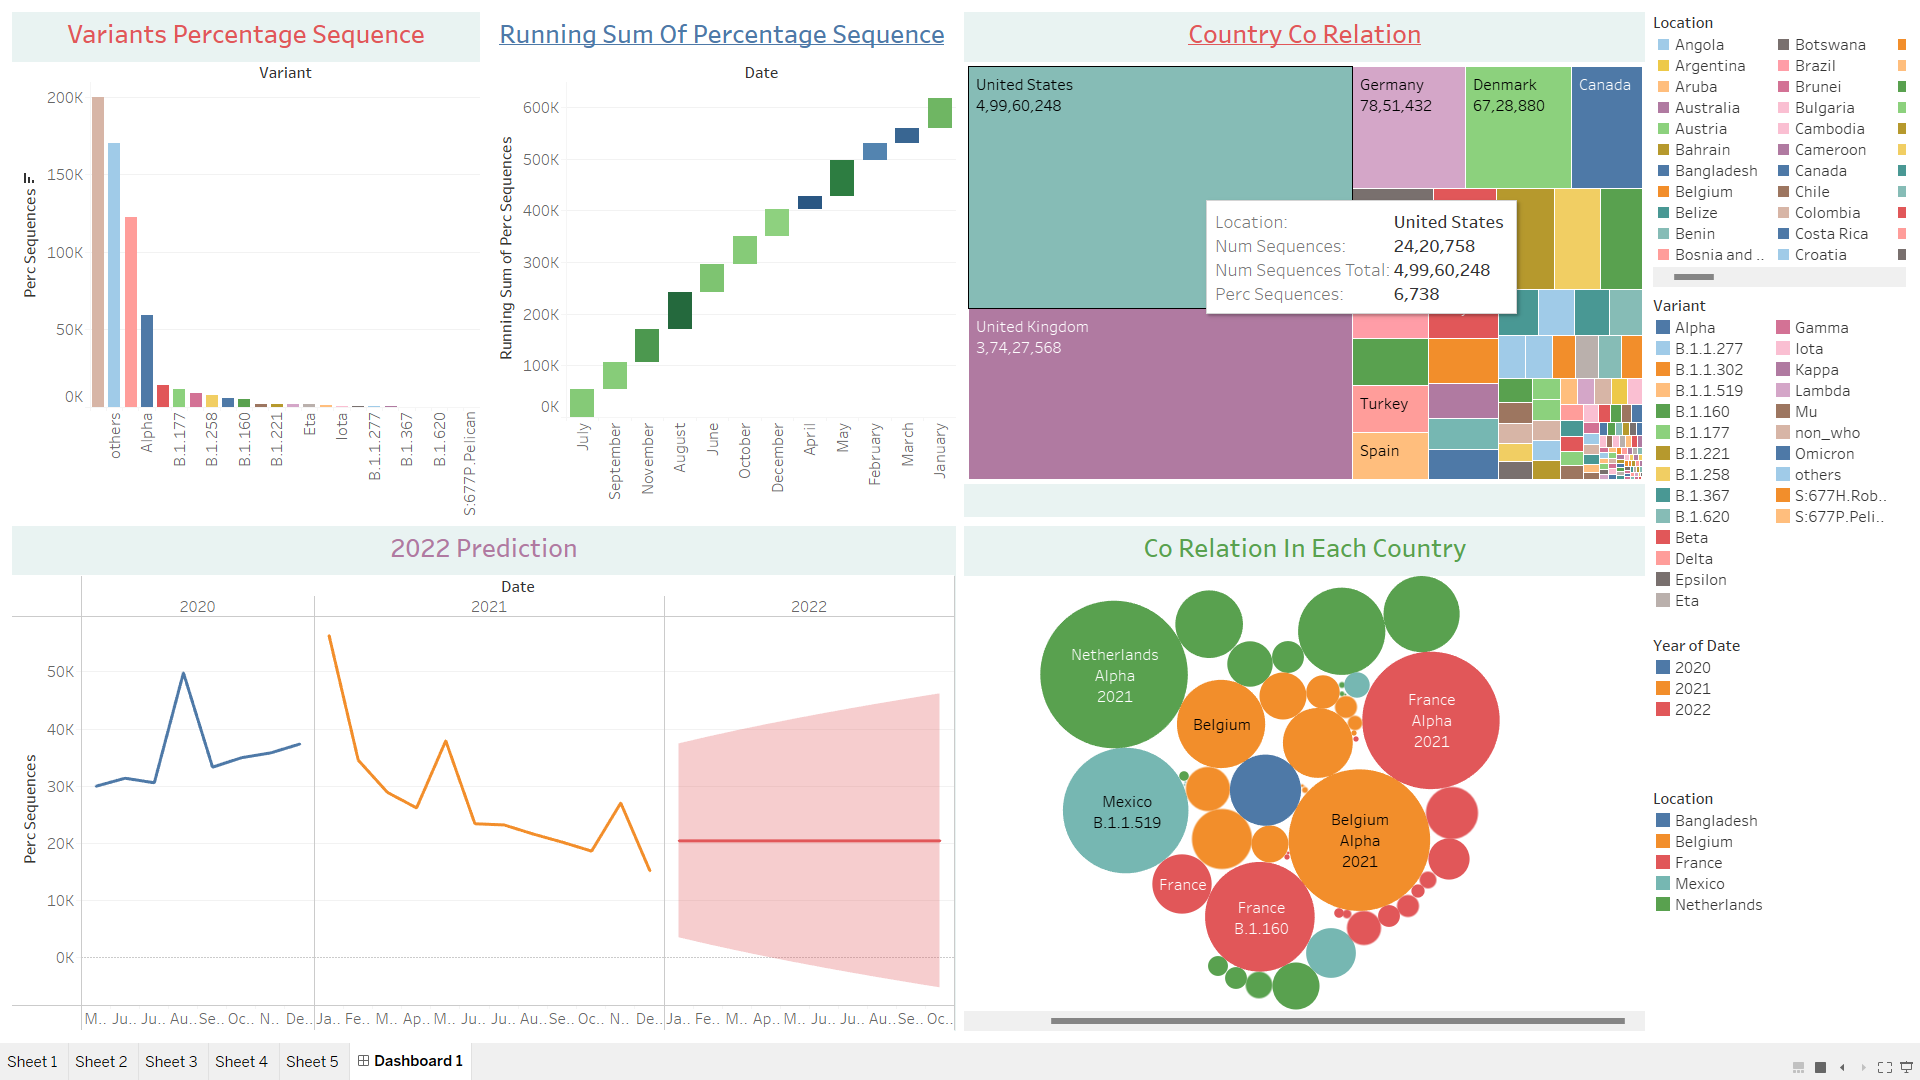 Variants Percentage Sequence
Variant
Perc Sequences
200K
150K
100K
50K
0K
others
Alpha
B.1.177
B.1.258
B.1.160
B.1.221
Eta
Iota
B.1.1.277
B.1.367
B.1.620
S:677P.Pelican
Running Sum Of Percentage Sequence
Date
Running Sum of Perc Sequences
600K
500K
400K
300K
200K
100K
0K
July
September
November
August
June
October
December
April
May
February
March
January
Country Co Relation
United States
4,99,60,248
Germany
78,51,432
Denmark
67,28,880
Canada
United Kingdom
3,74,27,568
Turkey
Spain
Location: United States
Num Sequences: 24,20,758
Num Sequences Total: 4,99,60,248
Perc Sequences: 6,738
2022 Prediction
Date
2020 2021 2022
Perc Sequences
50K
40K
30K
20K
10K
0K
M.. Ju.. Ju.. Au.. Se.. Oc.. N.. De.. Ja.. Fe.. M.. Ap.. M.. Ju.. Ju.. Au.. Se.. Oc.. N.. De.. Ja.. Fe.. M.. Ap.. M.. Ju.. Ju.. Au.. Se.. Oc..
Co Relation In Each Country
Netherlands
Alpha
2021
Belgium
France
Alpha
2021
Mexico
B.1.1.519
Belgium
Alpha
2021
France
France
B.1.160
Location
Angola Botswana
Argentina Brazil
Aruba Brunei
Australia Bulgaria
Austria Cambodia
Bahrain Cameroon
Bangladesh Canada
Belgium Chile
Belize Colombia
Benin Costa Rica
Bosnia and .. Croatia
Variant
Alpha Gamma
B.1.1.277 Iota
B.1.1.302 Kappa
B.1.1.519 Lambda
B.1.160 Mu
B.1.177 non_who
B.1.221 Omicron
B.1.258 others
B.1.367 S:677H.Rob..
B.1.620 S:677P.Peli..
Beta
Delta
Epsilon
Eta
Year of Date
2020
2021
2022
Location
Bangladesh
Belgium
France
Mexico
Netherlands
Sheet 1 Sheet 2 Sheet 3 Sheet 4 Sheet 5 Dashboard 1